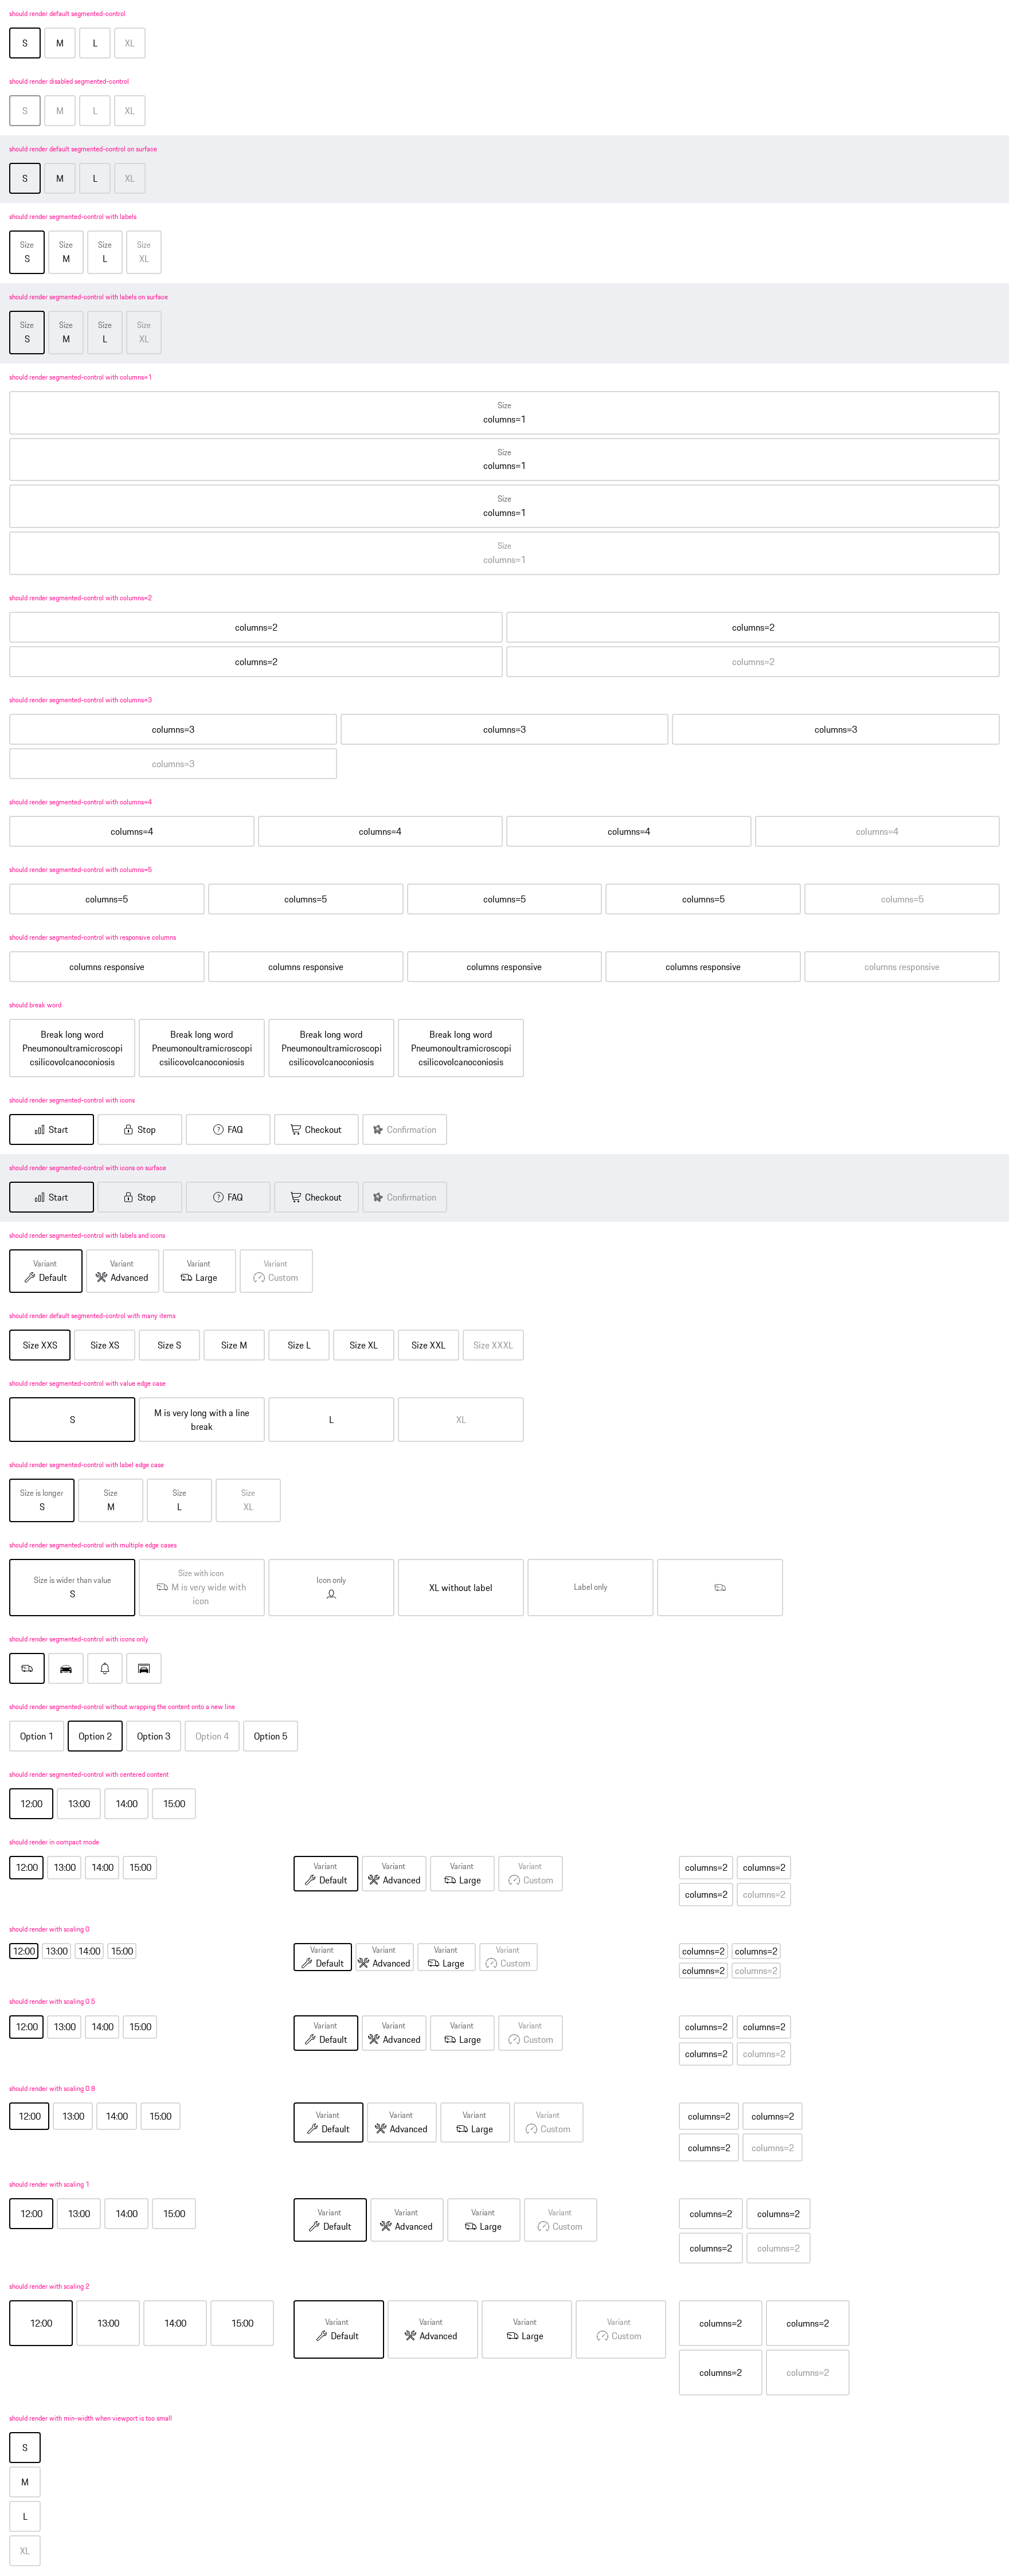 should render default segmented-control
S M L XL
should render disabled segmented-control
S M L XL
should render default segmented-control on surface
S M L XL
should render segmented-control with labels
Size Size Size Size
S M L XL
should render segmented-control with labels on surface
Size Size Size Size
S M L XL
should render segmented-control with columns=1
Size
columns=1
Size
columns=1
Size
columns=1
Size
columns=1
should render segmented-control with columns=2
columns=2 columns=2
columns=2 columns=2
should render segmented-control with columns=3
columns=3 columns=3 columns=3
columns=3
should render segmented-control with columns=4
columns=4 columns=4 columns=4 columns=4
should render segmented-control with columns=5
columns=5 columns=5 columns=5 columns=5 columns=5
should render segmented-control with responsive columns
columns responsive columns responsive columns responsive columns responsive columns responsive
should break word
Break long word Break long word Break long word Break long word
Pneumonoultramicroscopi Pneumonoultramicroscopi Pneumonoultramicroscopi Pneumonoultramicroscopi
csilicovolcanoconiosis csilicovolcanoconiosis csilicovolcanoconiosis csilicovolcanoconiosis
should render segmented-control with icons
Start Stop FAQ Checkout Confirmation
should render segmented-control with icons on surface
Start Stop FAQ Checkout Confirmation
should render segmented-control with labels and icons
Variant Variant Variant Variant
Default Advanced Large Custom
should render default segmented-control with many items
Size XXS Size XS Size S Size M Size L Size XL Size XXL Size XXXL
should render segmented-control with value edge case
S M is very long with a line L XL
break
should render segmented-control with label edge case
Size is longer Size Size Size
S M L XL
should render segmented-control with multiple edge cases
Size is wider than value Size with icon Icon only XL without label Label only
S M is very wide with
icon
should render segmented-control with icons only
should render segmented-control without wrapping the content onto a new line
Option 1 Option 2 Option 3 Option 4 Option 5
should render segmented-control with centered content
12:00 13:00 14:00 15:00
should render in compact mode
Variant Variant Variant Variant
12:00 13:00 14:00 15:00 Default Advanced Large Custom columns=2 columns=2
columns=2 columns=2
should render with scaling 0
Variant Variant Variant Variant
12:00 13:00 14:00 15:00 Default Advanced Large Custom columns=2 columns=2
columns=2 columns=2
should render with scaling 0.5
Variant Variant Variant Variant
12:00 13:00 14:00 15:00 Default Advanced Large Custom columns=2 columns=2
columns=2 columns=2
should render with scaling 0.8
Variant Variant Variant Variant
12:00 13:00 14:00 15:00 Default Advanced Large Custom columns=2 columns=2
columns=2 columns=2
should render with scaling 1
Variant Variant Variant Variant
12:00 13:00 14:00 15:00 Default Advanced Large Custom columns=2 columns=2
columns=2 columns=2
should render with scaling 2
Variant Variant Variant Variant
12:00 13:00 14:00 15:00 Default Advanced Large Custom columns=2 columns=2
columns=2 columns=2
should render with min-width when viewport is too small
S
M
L
XL